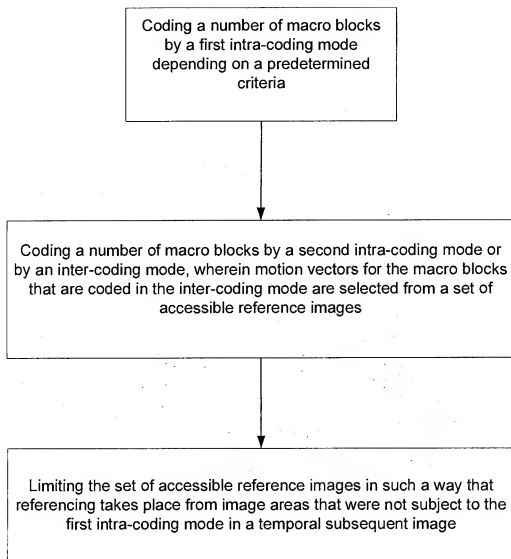 Coding a number of macro blocks
by a first intra-coding mode
depending on a predetermined
criteria
Coding a number of macro blocks by a second intra-coding mode or
by an inter-coding mode, wherein motion vectors for the macro blocks
that are coded in the inter-coding mode are selected from a set of
accessible reference images
Limiting the set of accessible reference images in such a way that
referencing takes place from image areas that were not subject to the
first intra-coding mode in a temporal subsequent image